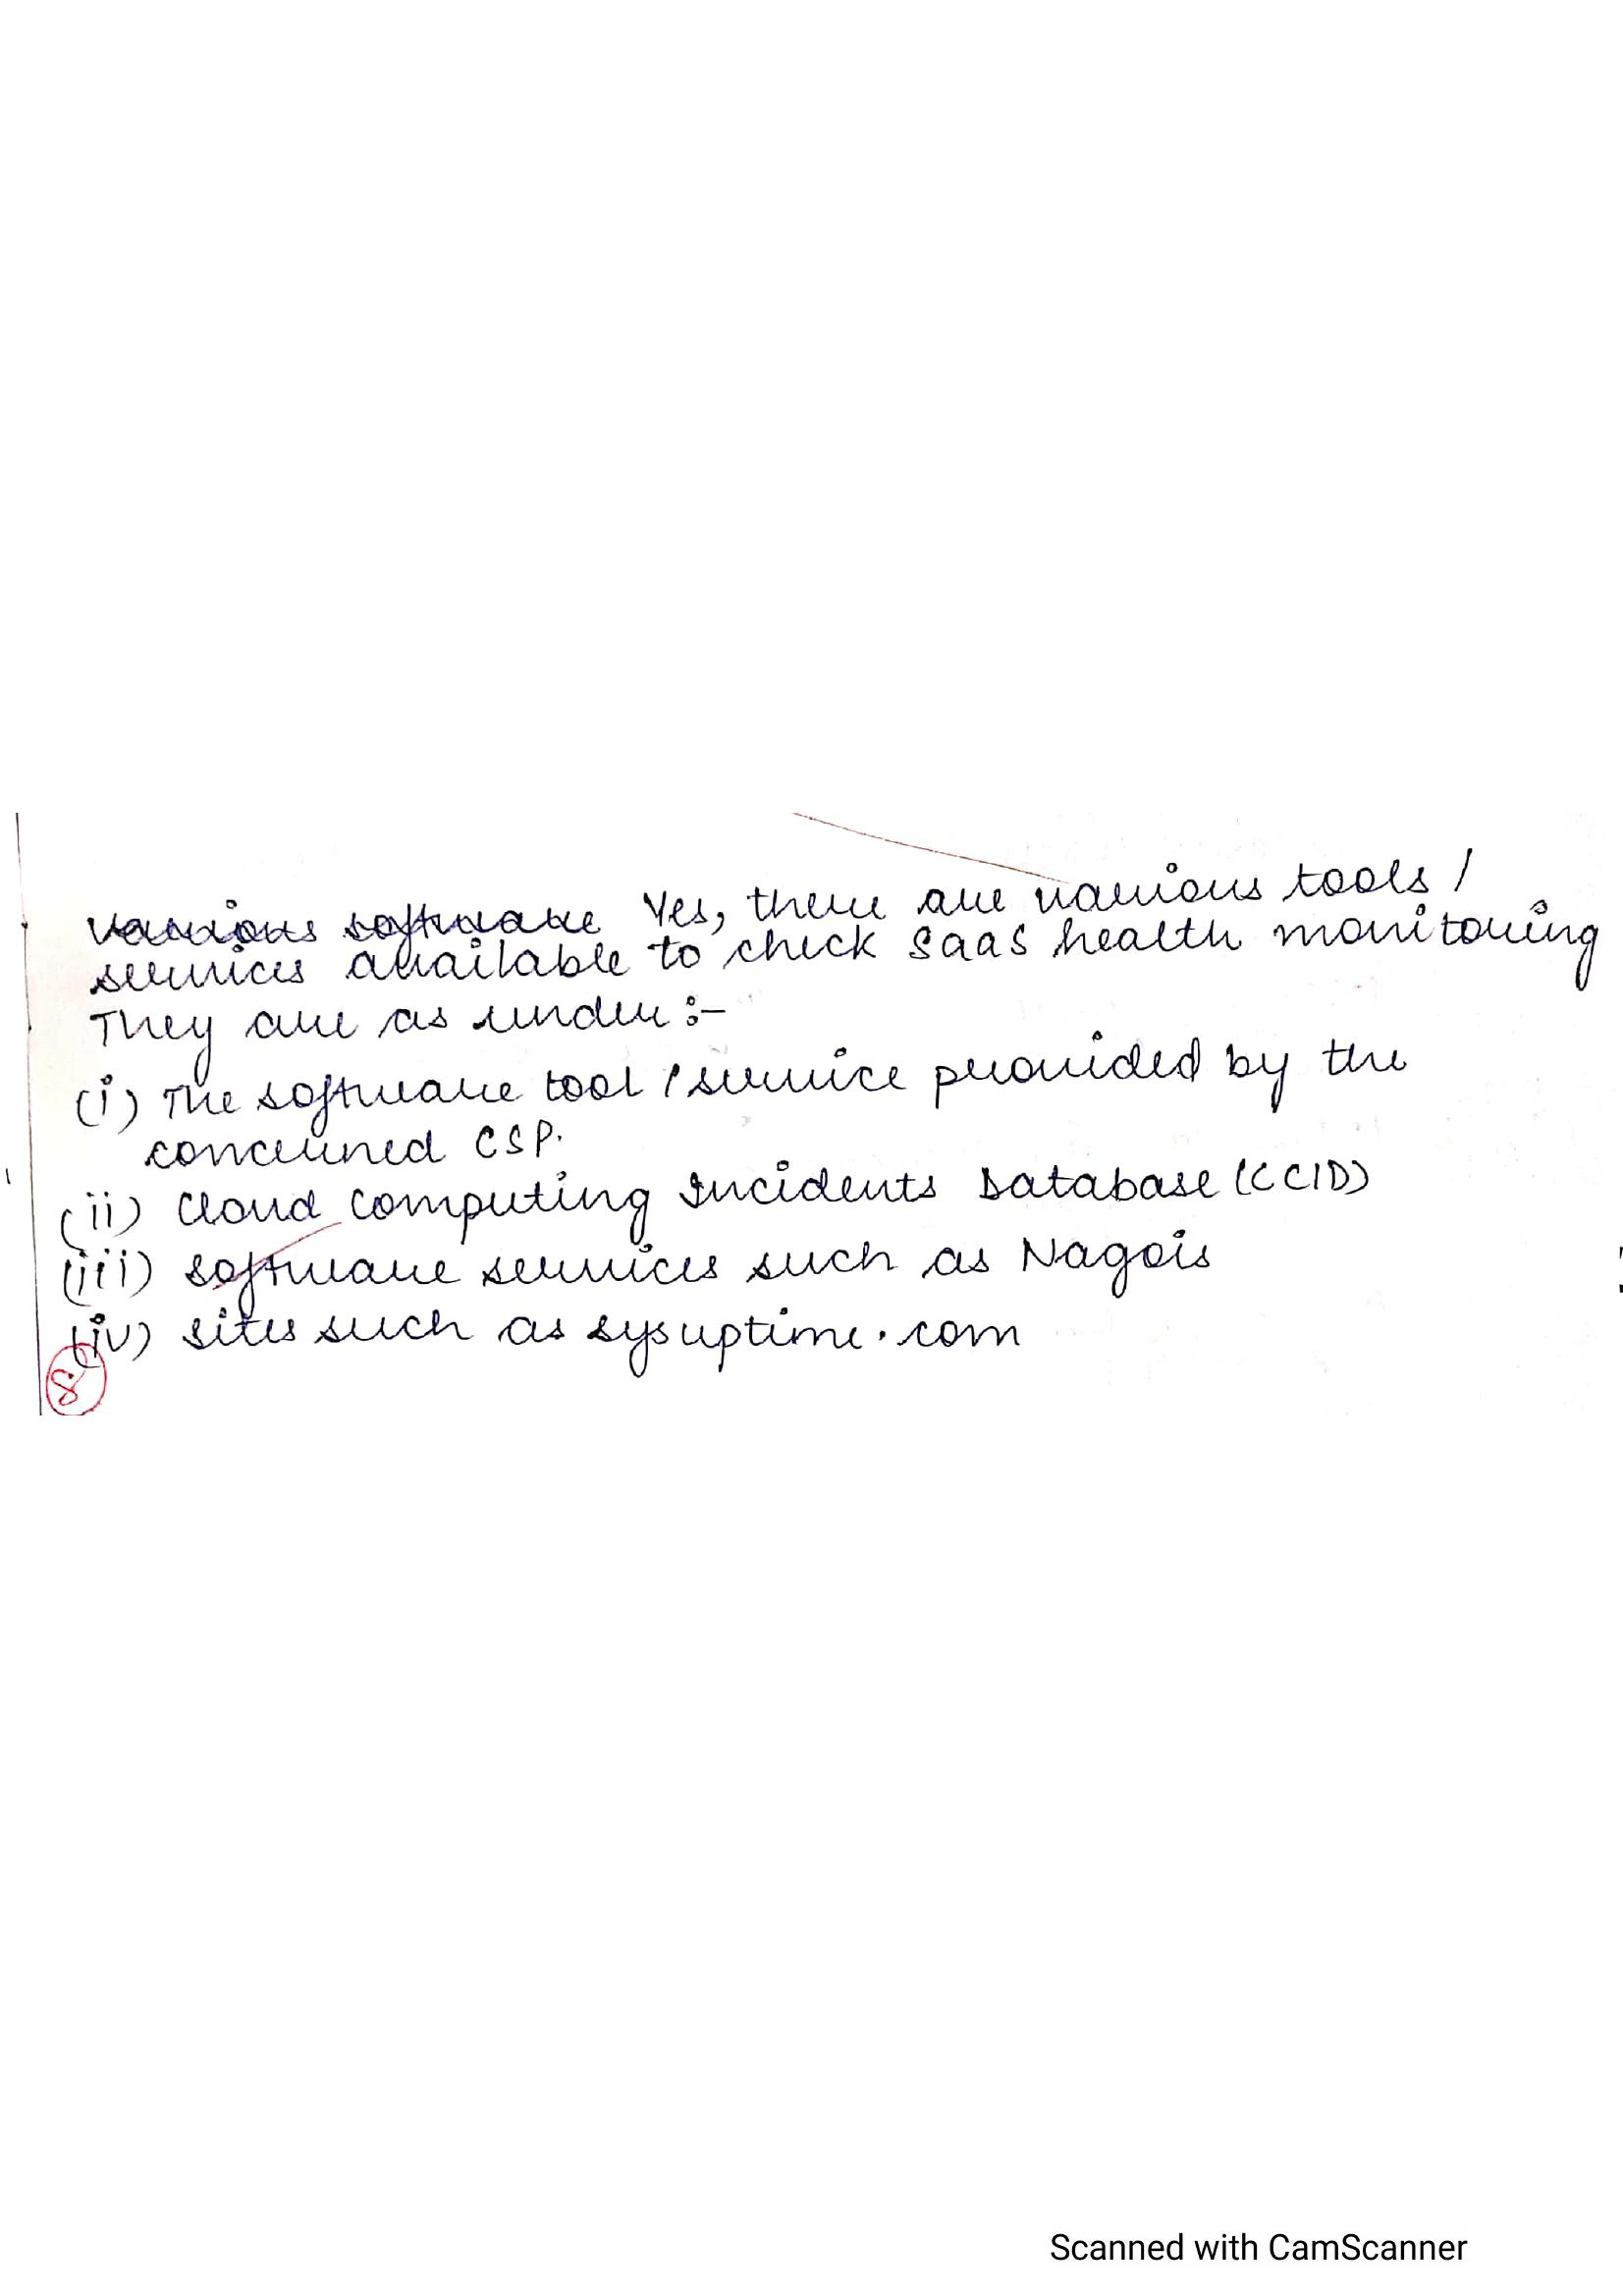 various software Yes, there are various tools /
services available to check SaaS health monitoring
They are as under :-
(i) The software tool / service provided by the
concerned CSP.
(ii) Cloud Computing Incidents Database (CCID)
(iii) software services such as Nagois
(iv) sites such as sysuptime.com
Scanned with CamScanner